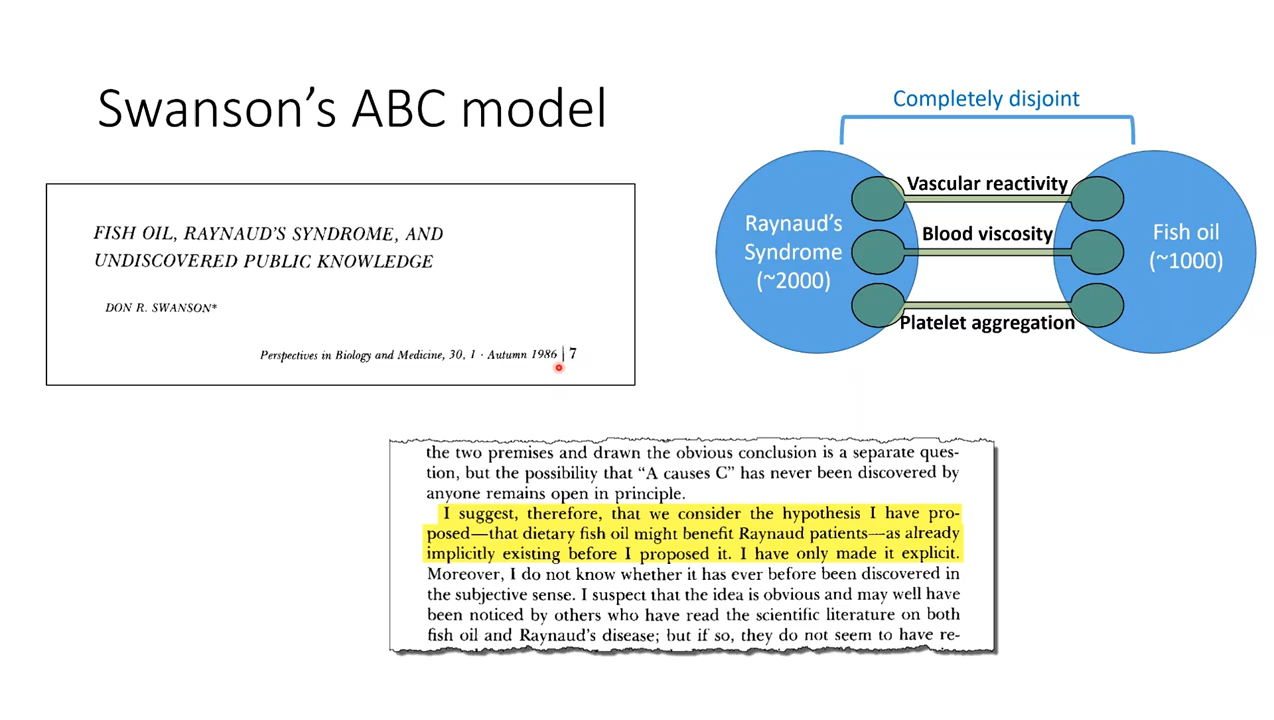 Swanson's ABC model
FISH OIL, RAYNAUD'S SYNDROME, AND
UNDISCOVERED PUBLIC KNOWLEDGE
DON R. SWANSON*
Perspectives in Biology and Medicine, 30, 1 · Autumn 1986 | 7
Completely disjoint
Raynaud's
Syndrome
(~2000)
Vascular reactivity
Blood viscosity
Platelet aggregation
Fish oil
(~1000)
the two premises and drawn the obvious conclusion is a separate ques-
tion, but the possibility that "A causes C" has never been discovered by
anyone remains open in principle.
I suggest, therefore, that we consider the hypothesis I have pro-
posed—that dietary fish oil might benefit Raynaud patients—as already
implicitly existing before I proposed it. I have only made it explicit.
Moreover, I do not know whether it has ever before been discovered in
the subjective sense. I suspect that the idea is obvious and may well have
been noticed by others who have read the scientific literature on both
fish oil and Raynaud's disease; but if so, they do not seem to have re-